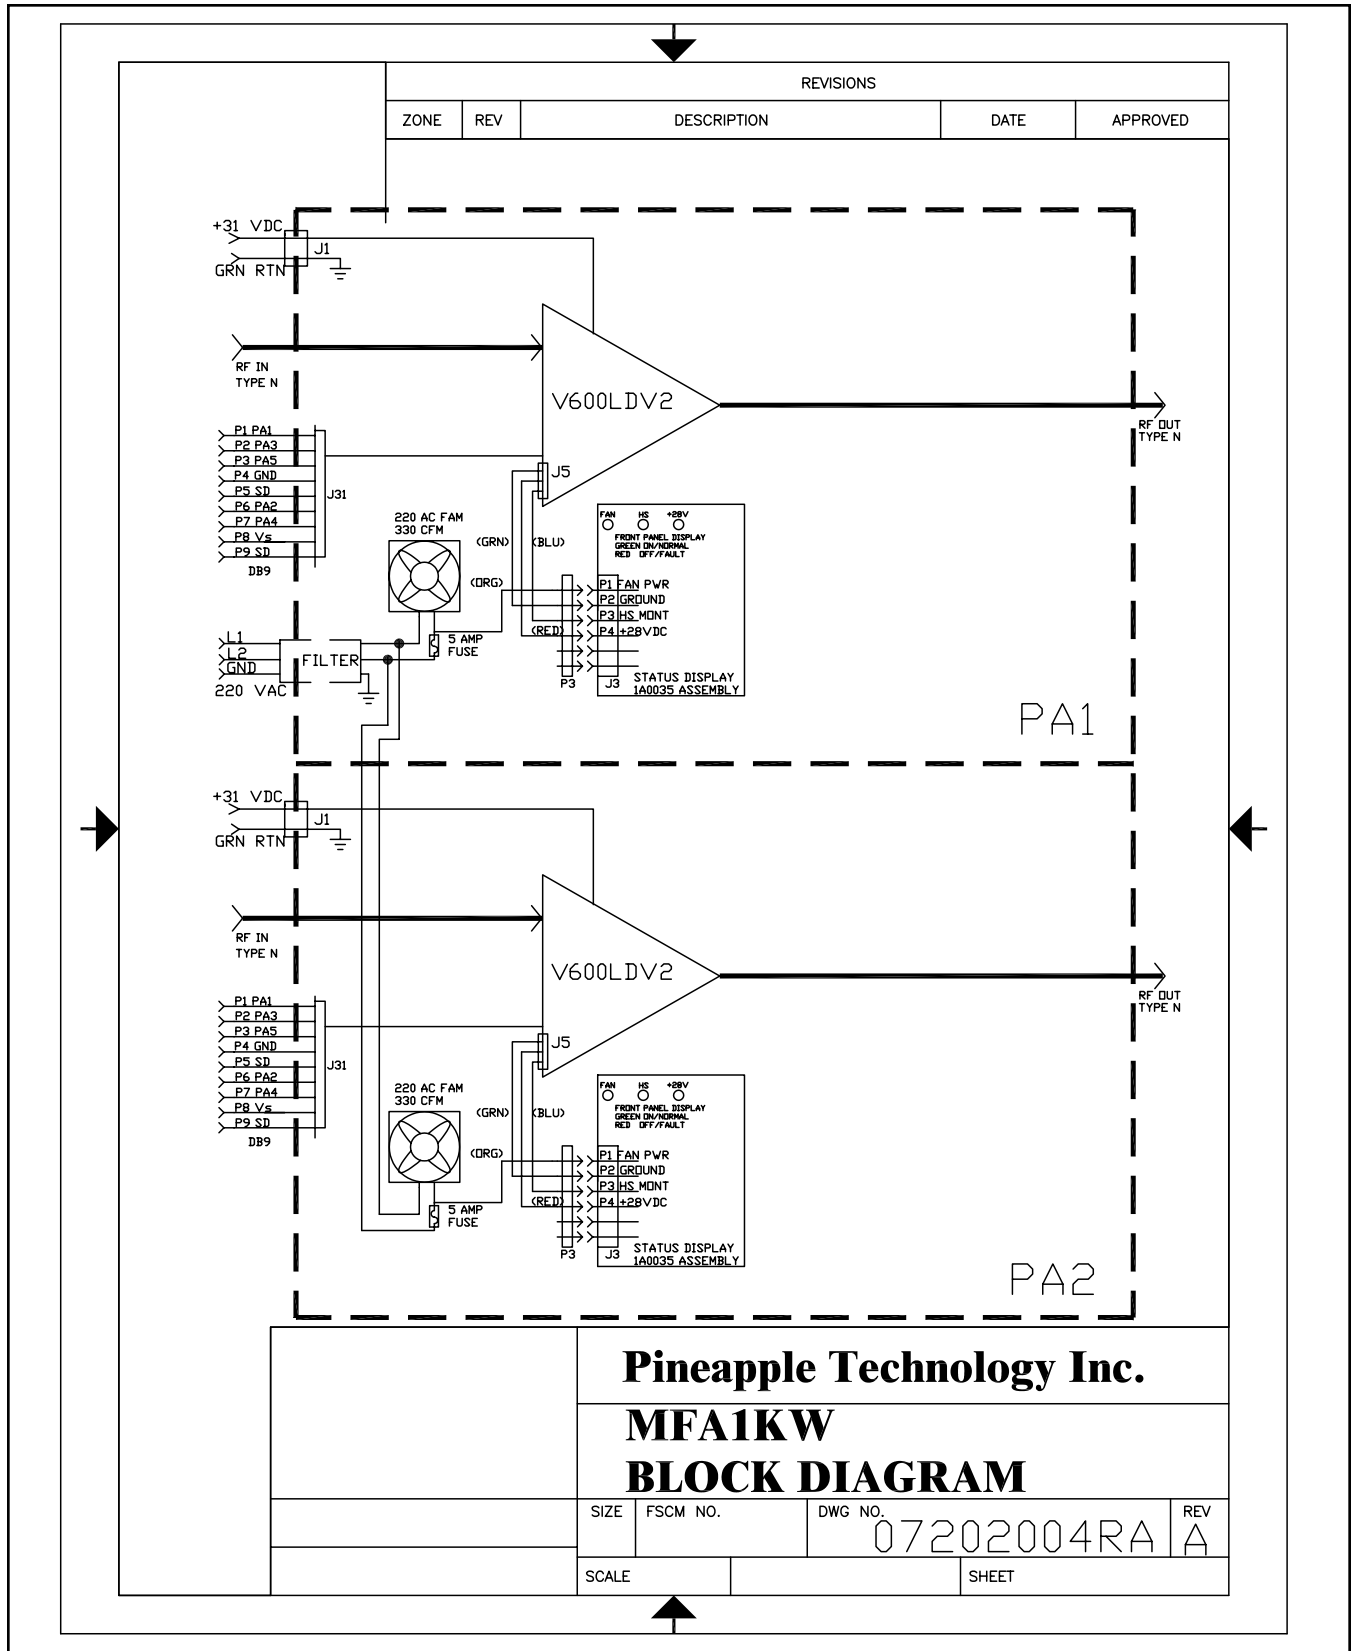 REVISIONS
ZONE REV DESCRIPTION DATE APPROVED
+31 VDC
J1
GRN RTN
RF IN
TYPE N
V600LDV2
RF OUT
TYPE N
P1 PA1
P2 PA3
P3 PA5
P4 GND
P5 SD
P6 PA2
P7 PA4
P8 Vs
P9 SD
DB9
J31
J5
220 AC FAM
330 CFM
(GRN) (BLU)
(ORG)
(RED)
FAN HS +28V
FRONT PANEL DISPLAY
GREEN ON/NORMAL
RED OFF/FAULT
P1 FAN PWR
P2 GROUND
P3 HS MONT
P4 +28VDC
5 AMP
FUSE
L1
L2
GND
FILTER
220 VAC
P3 J3
STATUS DISPLAY
1A0035 ASSEMBLY
PA1
+31 VDC
J1
GRN RTN
RF IN
TYPE N
V600LDV2
RF OUT
TYPE N
P1 PA1
P2 PA3
P3 PA5
P4 GND
P5 SD
P6 PA2
P7 PA4
P8 Vs
P9 SD
DB9
J31
J5
220 AC FAM
330 CFM
(GRN) (BLU)
(ORG)
(RED)
FAN HS +28V
FRONT PANEL DISPLAY
GREEN ON/NORMAL
RED OFF/FAULT
P1 FAN PWR
P2 GROUND
P3 HS MONT
P4 +28VDC
5 AMP
FUSE
P3 J3
STATUS DISPLAY
1A0035 ASSEMBLY
PA2
Pineapple Technology Inc.
MFA1KW
BLOCK DIAGRAM
SIZE FSCM NO. DWG NO. REV
07202004RA A
SCALE SHEET